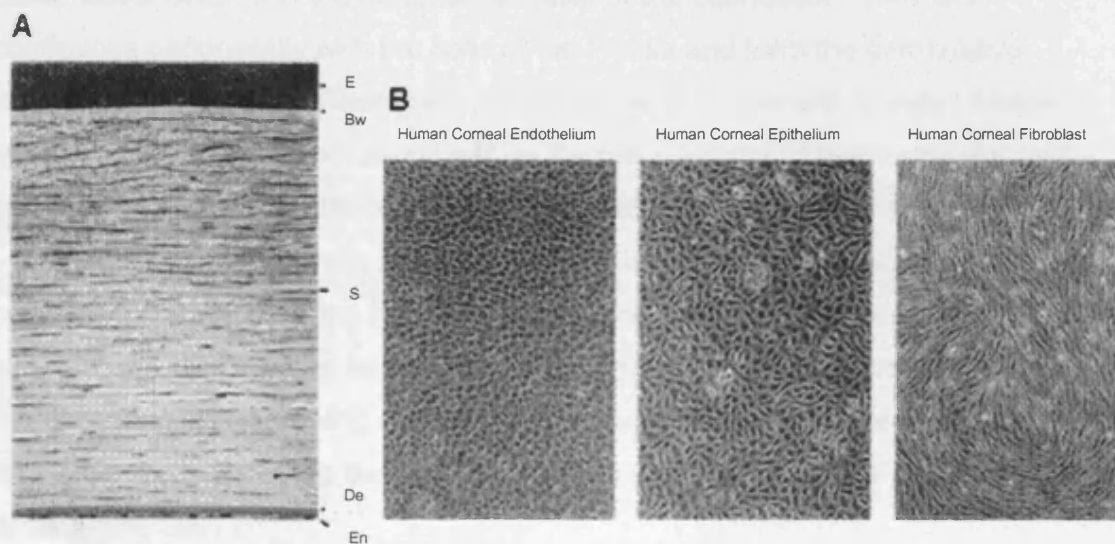 A
E
Bw
S
De
En
B
Human Corneal Endothelium
Human Corneal Epithelium
Human Corneal Fibroblast